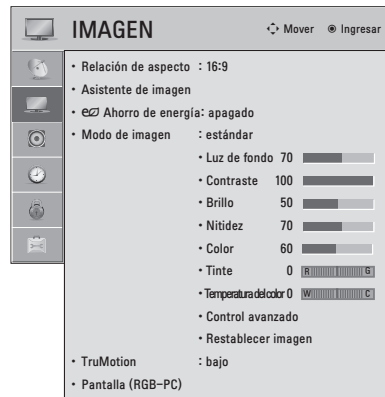 IMAGEN Mover Ingresar
• Relación de aspecto : 16:9
• Asistente de imagen
• e Ahorro de energía: apagado
• Modo de imagen : estándar
• Luz de fondo 70
• Contraste 100
• Brillo 50
• Nitidez 70
• Color 60
• Tinte 0 R G
• Temperatura del color 0 W C
• Control avanzado
• Restablecer imagen
• TruMotion : bajo
• Pantalla (RGB-PC)